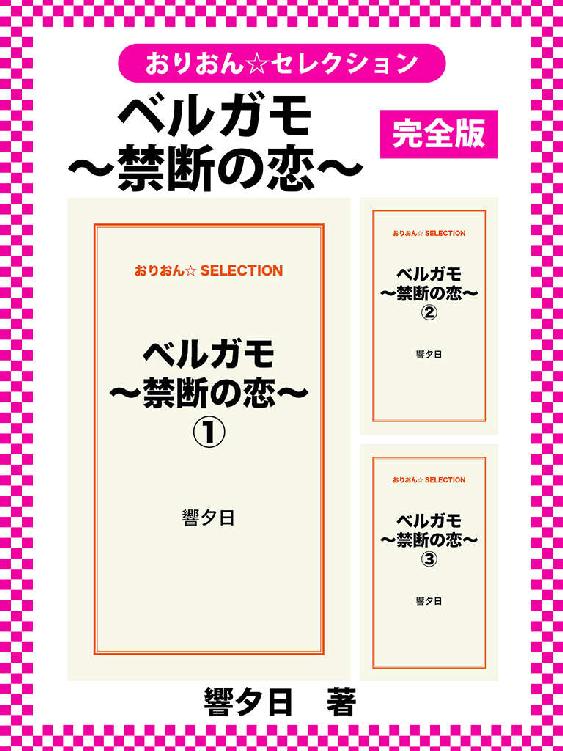 おりおん☆セレクション
ベルガモ
～禁断の恋～
完全版
おりおん☆ SELECTION
ベルガモ
～禁断の恋～
①
響夕日
おりおん☆ SELECTION
ベルガモ
～禁断の恋～
②
響夕日
おりおん☆ SELECTION
ベルガモ
～禁断の恋～
③
響夕日
響夕日　著